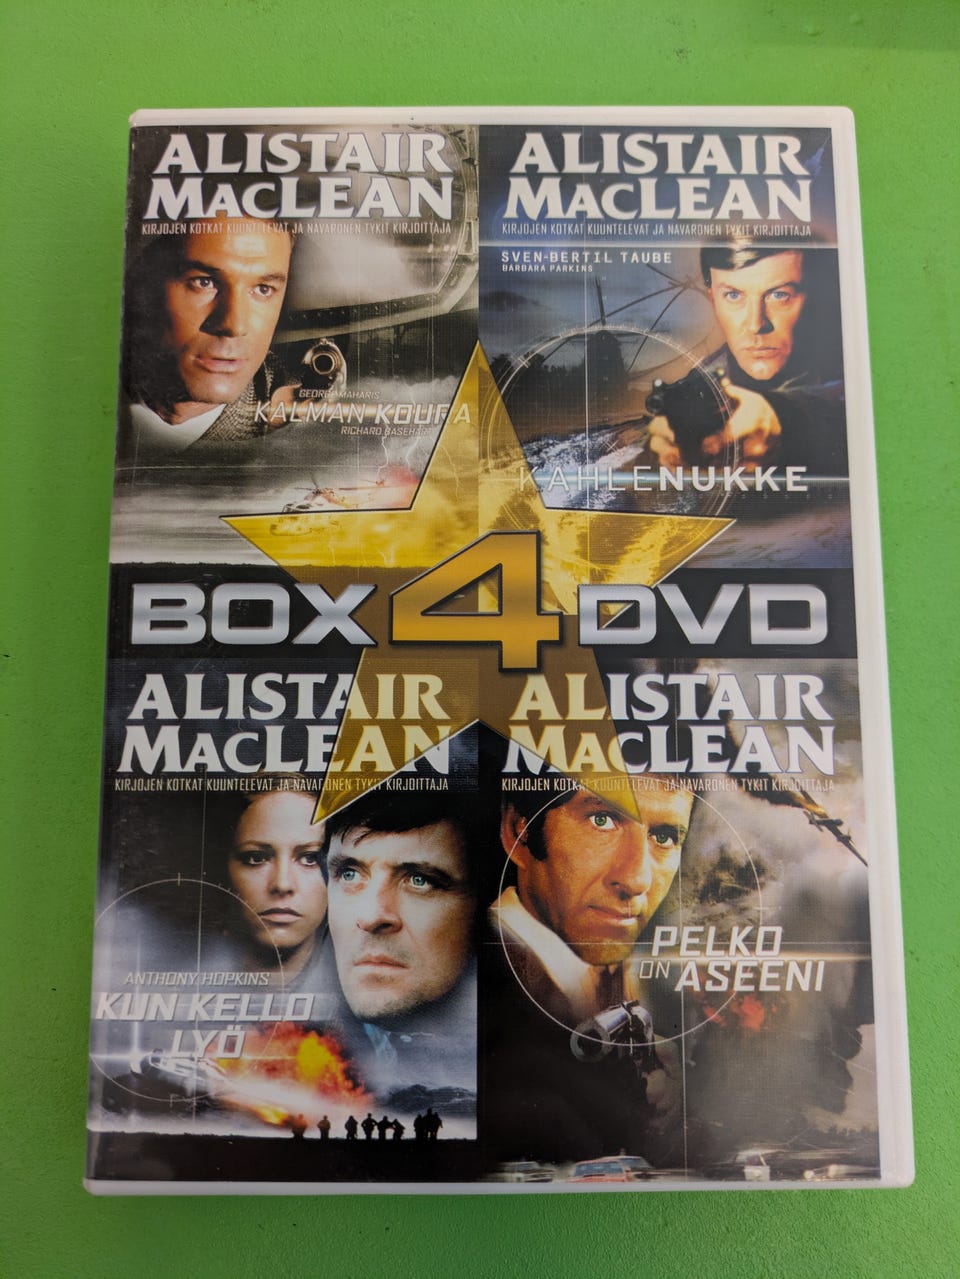 ALISTAIR
MACLEAN
KIRJOJEN KOTKAT KUUNTELEVAT JA NAVARONEN TYKIT KIRJOITTAJA
GEORGE MAHARIS
KALMAN KOURA
RICHARD BASEHART
ALISTAIR
MACLEAN
KIRJOJEN KOTKAT KUUNTELEVAT JA NAVARONEN TYKIT KIRJOITTAJA
SVEN-BERTIL TAUBE
BARBARA PARKINS
KAHLENUKKE
BOX 4 DVD
ALISTAIR
MACLEAN
KIRJOJEN KOTKAT KUUNTELEVAT JA NAVARONEN TYKIT KIRJOITTAJA
ANTHONY HOPKINS
KUN KELLO
LYÖ
ALISTAIR
MACLEAN
KIRJOJEN KOTKAT KUUNTELEVAT JA NAVARONEN TYKIT KIRJOITTAJA
PELKO
ON ASEENI